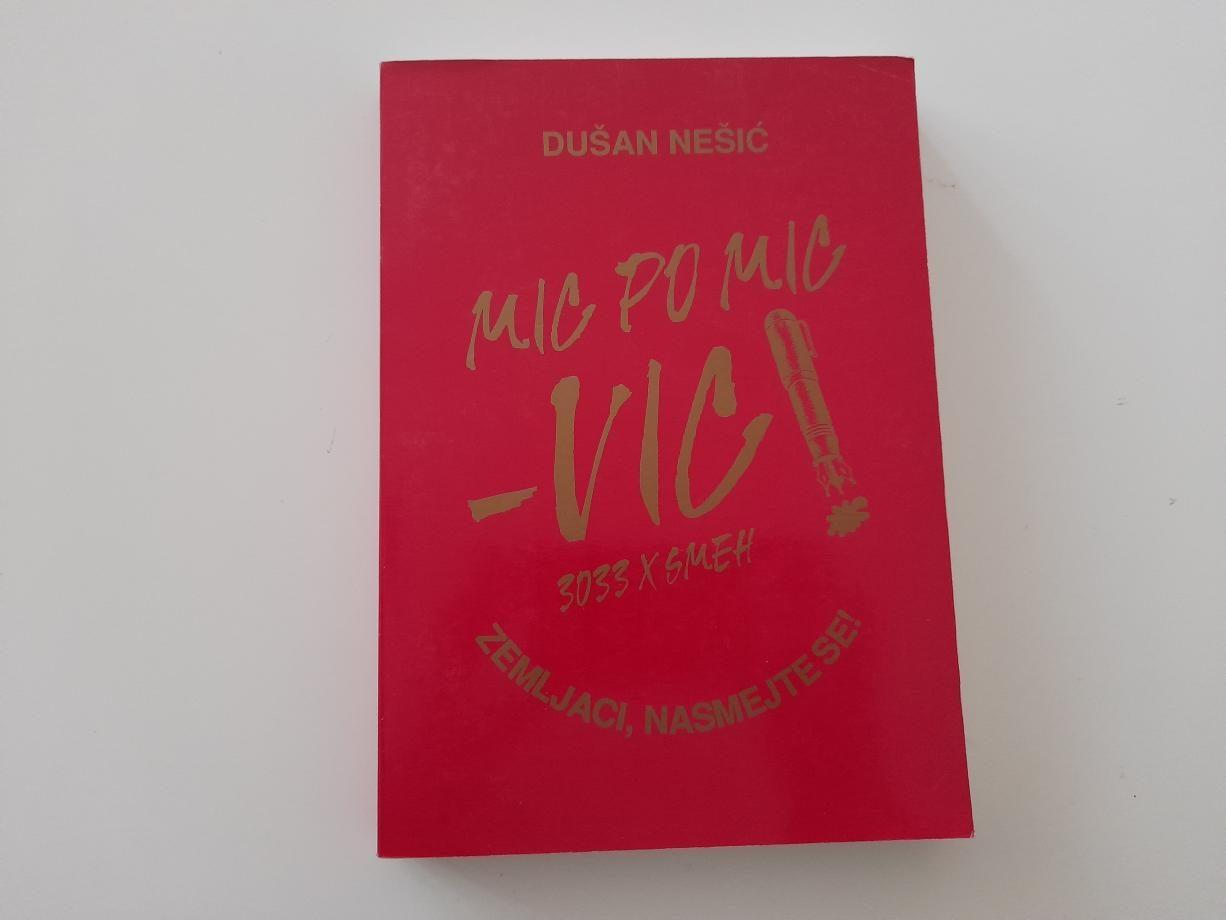 DUŠAN NEŠIĆ
MIC PO MIC
-VIC
3033 X SMEH
ZEMLJACI, NASMEJTE SE!